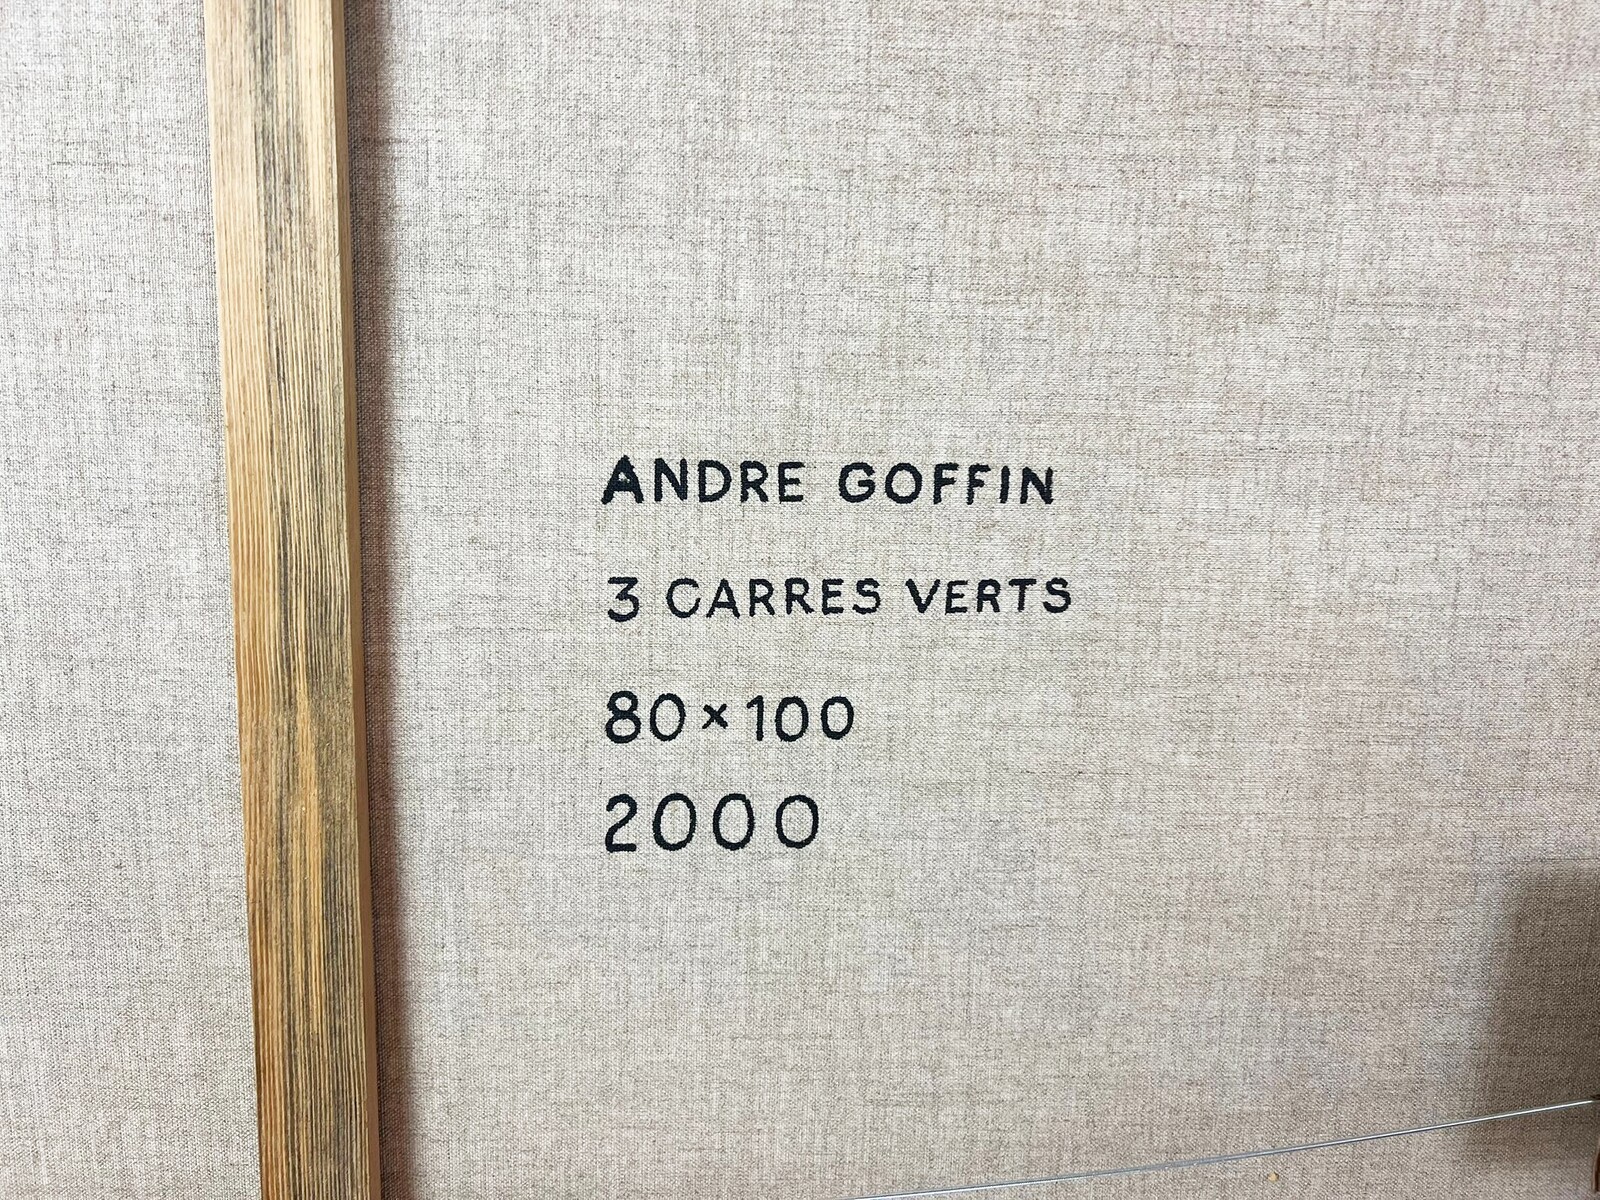 ANDRE GOFFIN
3 CARRES VERTS
80×100
2000